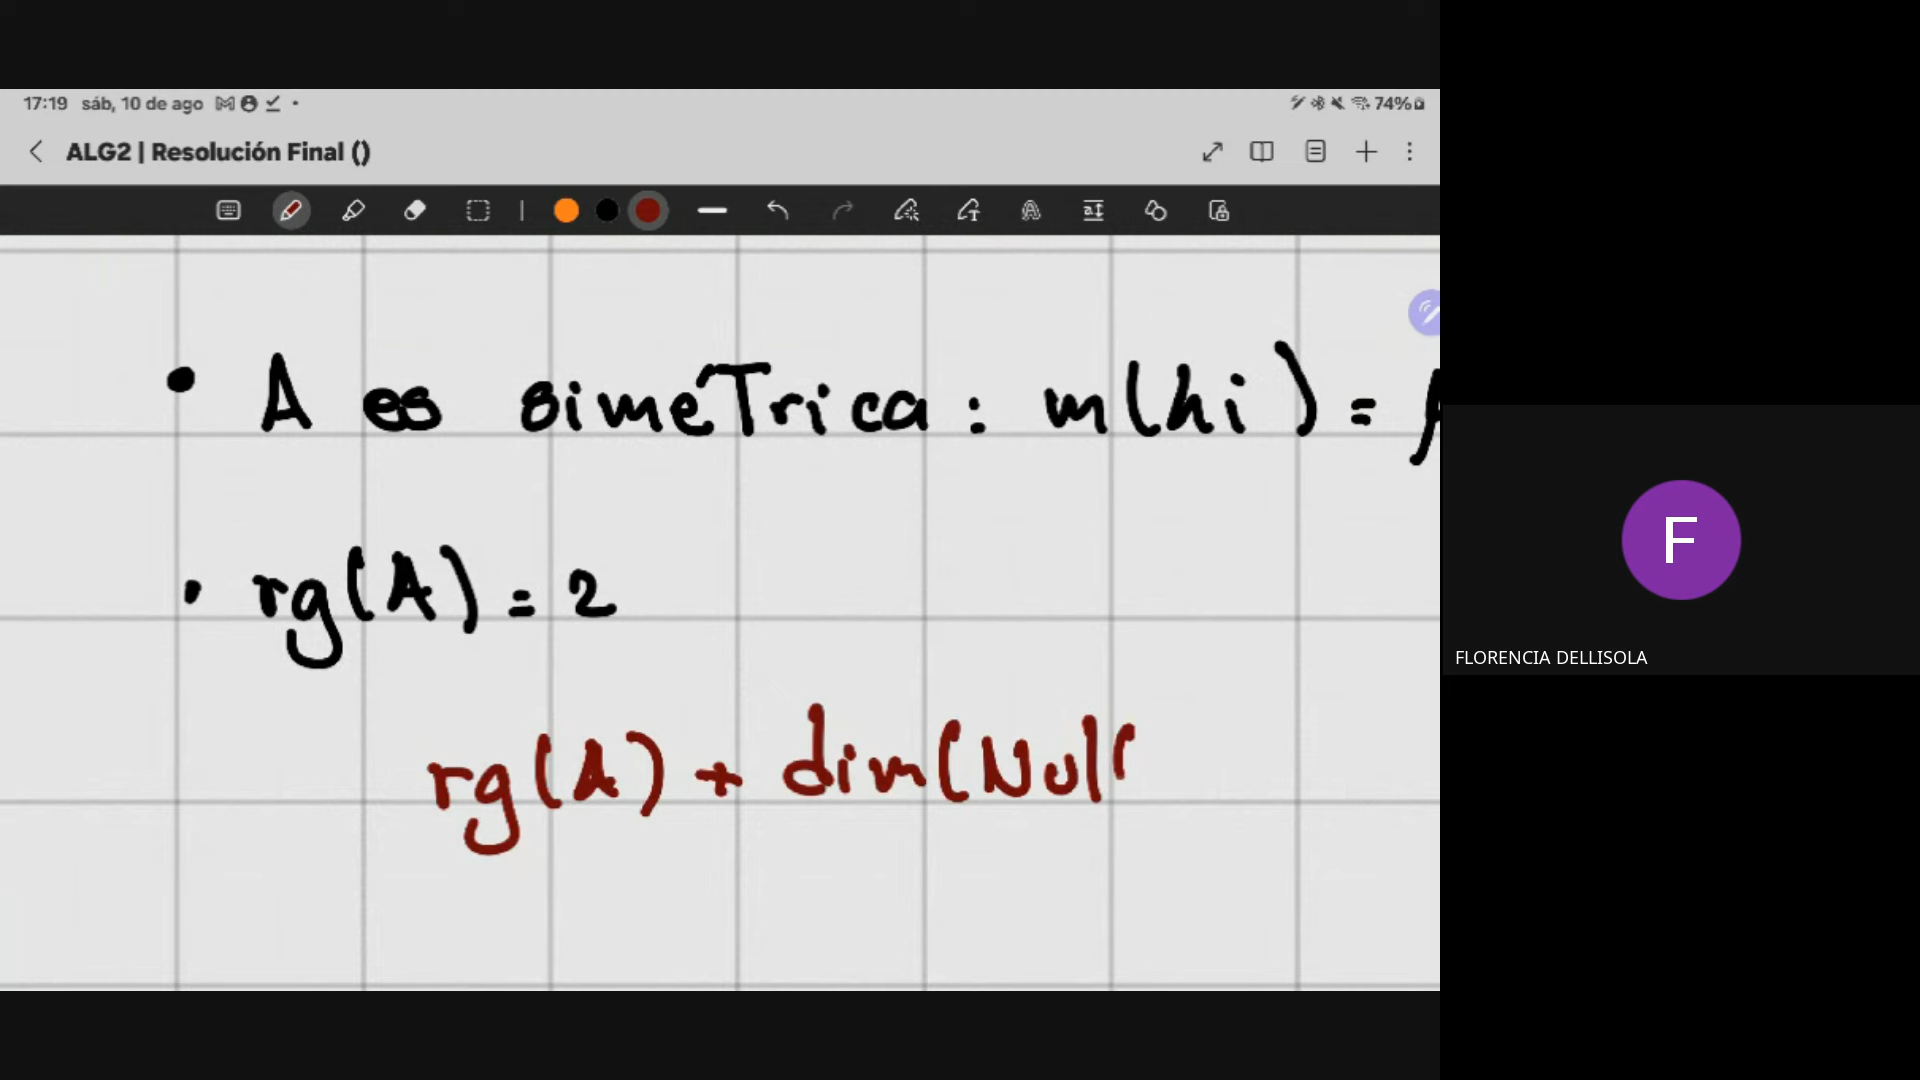 17:19 sáb, 10 de ago
74%
ALG2 | Resolución Final ()
• A es simétrica : m(λi) =
• rg(A) = 2
rg(A) + dim(Nul(
F
FLORENCIA DELLISOLA